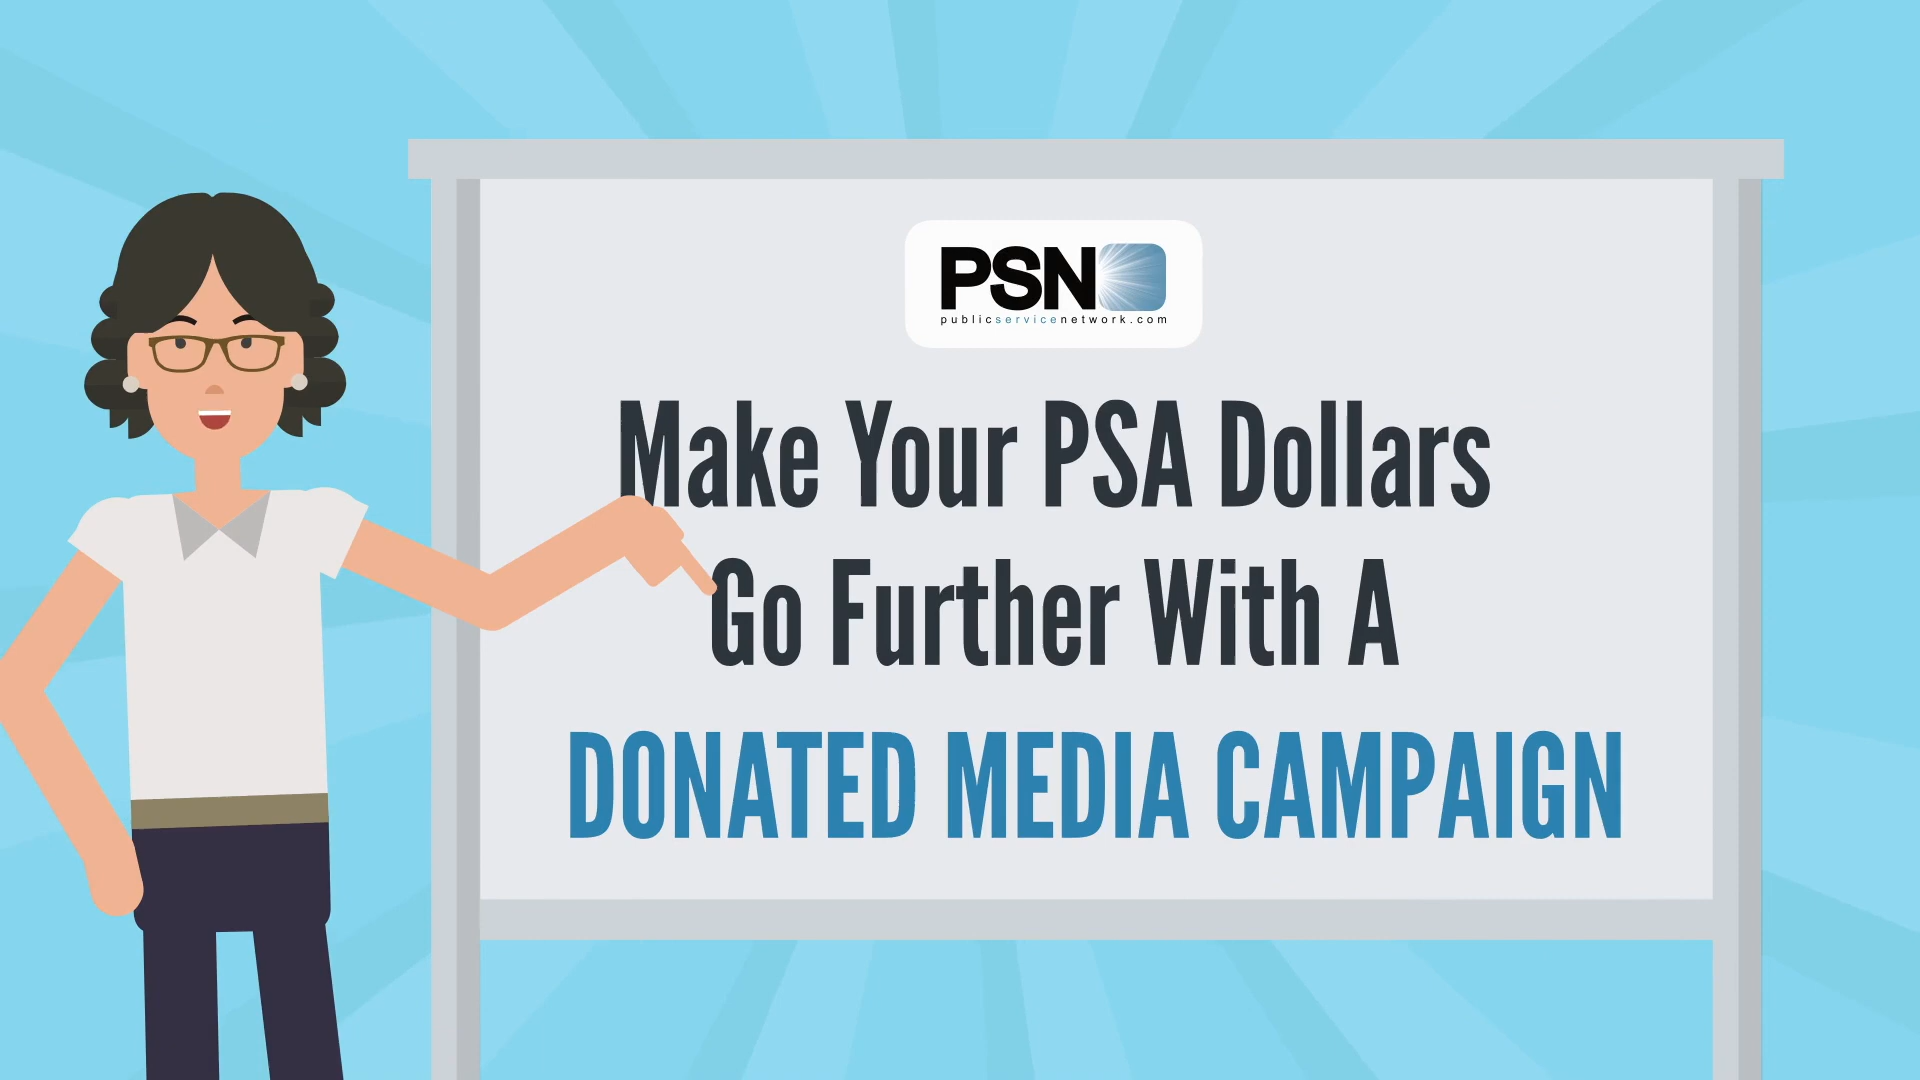 PSN
publicservicenetwork.com
Make Your PSA Dollars
Go Further With A
DONATED MEDIA CAMPAIGN